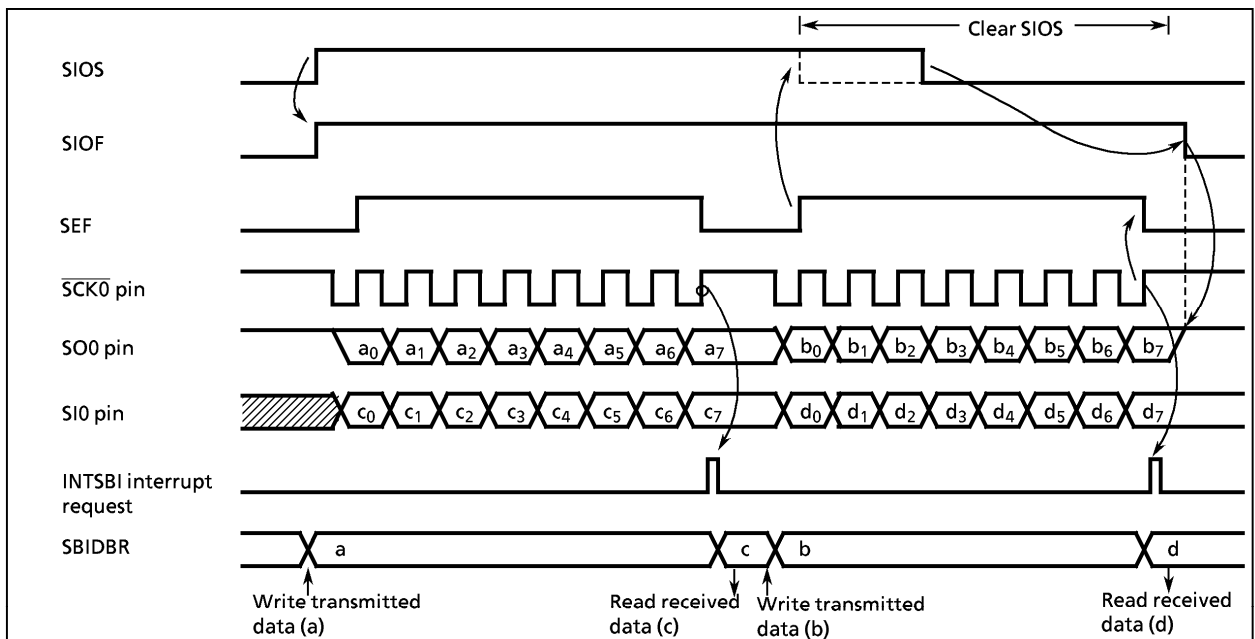 Clear SIOS
SIOS
SIOF
SEF
SCK0 pin
SO0 pin a0 a1 a2 a3 a4 a5 a6 a7 b0 b1 b2 b3 b4 b5 b6 b7
SI0 pin c0 c1 c2 c3 c4 c5 c6 c7 d0 d1 d2 d3 d4 d5 d6 d7
INTSBI interrupt
request
SBIDBR a c b d
Write transmitted
data (a)
Read received
data (c)
Write transmitted
data (b)
Read received
data (d)